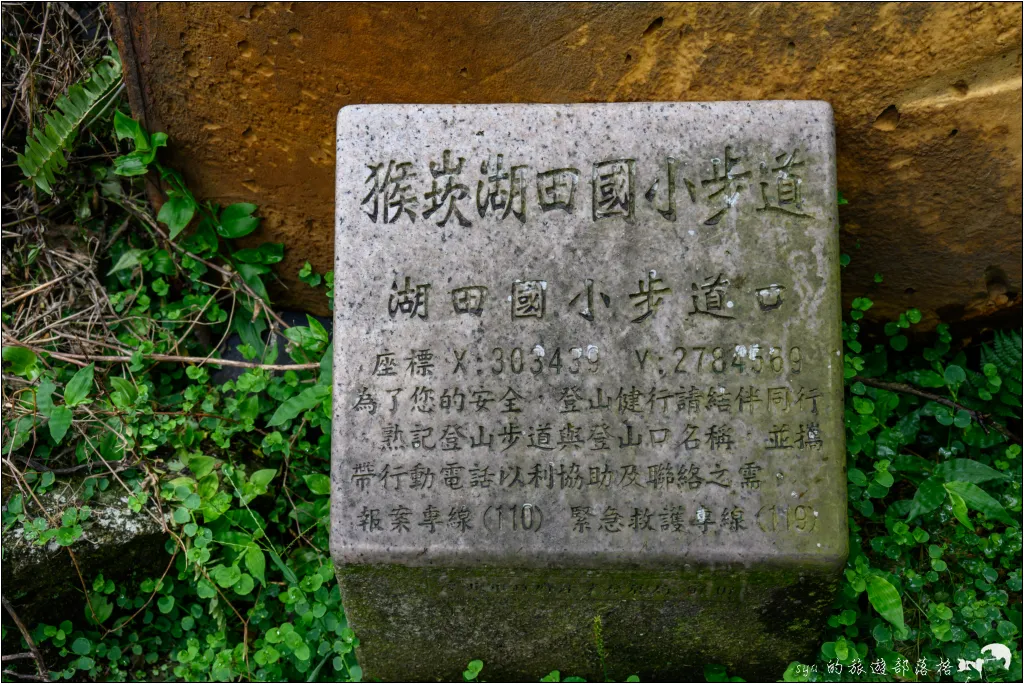 猴崁湖田國小步道
湖田國小步道口
座標 X:303439 Y:2784569
為了您的安全，登山健行請結伴同行
，熟記登山步道與登山口名稱，並攜
帶行動電話以利協助及聯絡之需。
報案專線(110) 緊急救護專線(119)
sya 的旅遊部落格